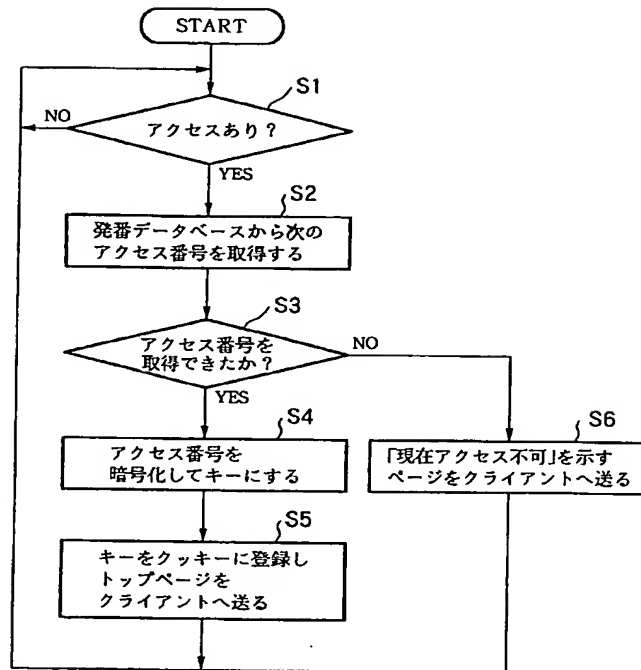 START
S1
NO
アクセスあり?
YES
S2
発番データベースから次の
アクセス番号を取得する
S3
アクセス番号を
取得できたか?
NO
YES
S4
アクセス番号を
暗号化してキーにする
S6
「現在アクセス不可」を示す
ページをクライアントへ送る
S5
キーをクッキーに登録し
トップページを
クライアントへ送る